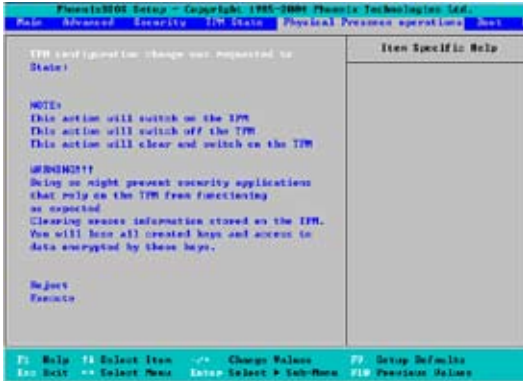 PhoenixBIOS Setup - Copyright 1985-2004 Phoenix Technologies Ltd.
Main Advanced Security TPM State Physical Presence operations Boot
TPM configuration change was requested to
State:
Item Specific Help
NOTE:
This action will switch on the TPM
This action will switch off the TPM
This action will clear and switch on the TPM
WARNING!!!
Doing so might prevent security applications
that rely on the TPM from functioning
as expected
Clearing erases information stored on the TPM.
You will lose all created keys and access to
data encrypted by these keys.
Reject
Execute
F1 Help ↑↓ Select Item -/+ Change Values F9 Setup Defaults
Esc Exit ↔ Select Menu Enter Select ▶ Sub-Menu F10 Previous Values